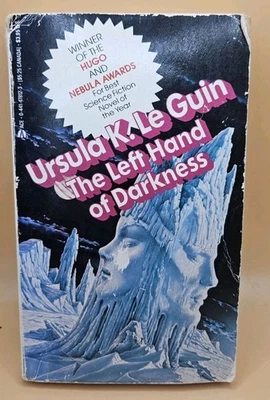 WINNER
OF THE
HUGO
AND
NEBULA AWARDS
For Best
Science Fiction
Novel of
the Year
Ursula K. Le Guin
The Left Hand
of Darkness